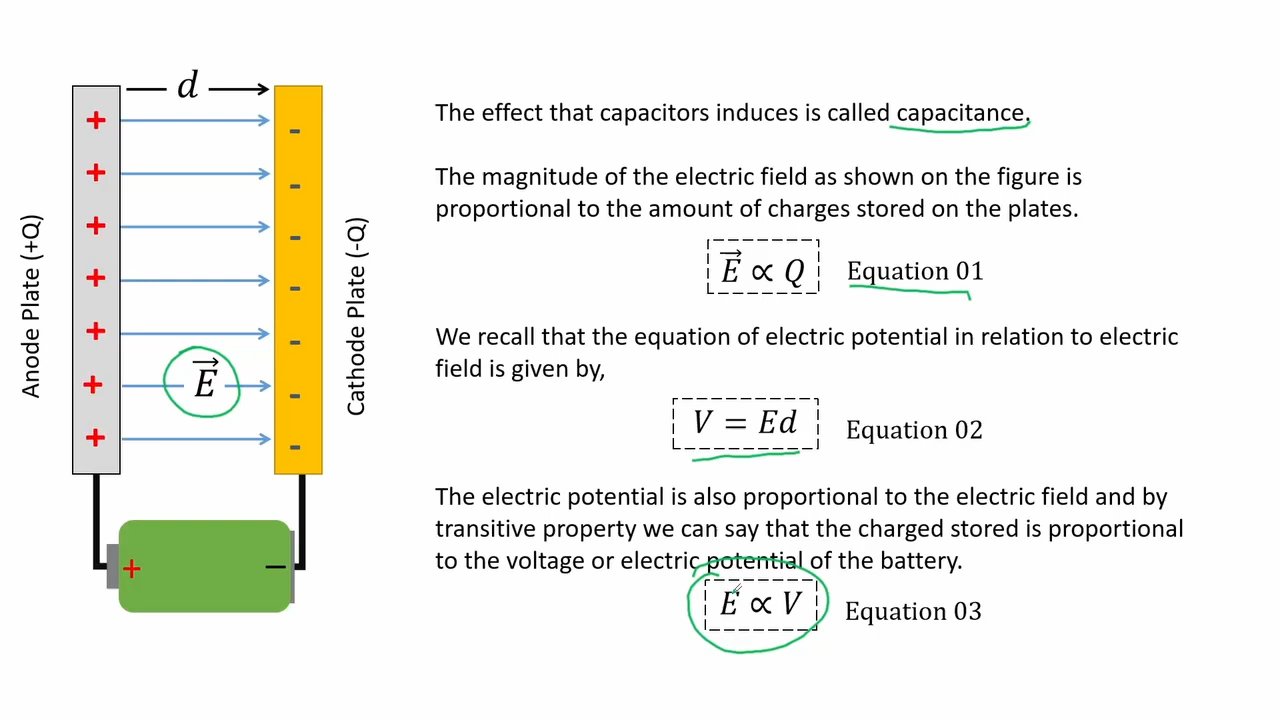 d
The effect that capacitors induces is called capacitance.
The magnitude of the electric field as shown on the figure is
proportional to the amount of charges stored on the plates.
E⃗ ∝ Q Equation 01
We recall that the equation of electric potential in relation to electric
field is given by,
V = Ed Equation 02
The electric potential is also proportional to the electric field and by
transitive property we can say that the charged stored is proportional
to the voltage or electric potential of the battery.
E ∝ V Equation 03
Anode Plate (+Q)
+
+
+
+
+
+
+
E⃗
-
-
-
-
-
-
-
Cathode Plate (-Q)
+ −